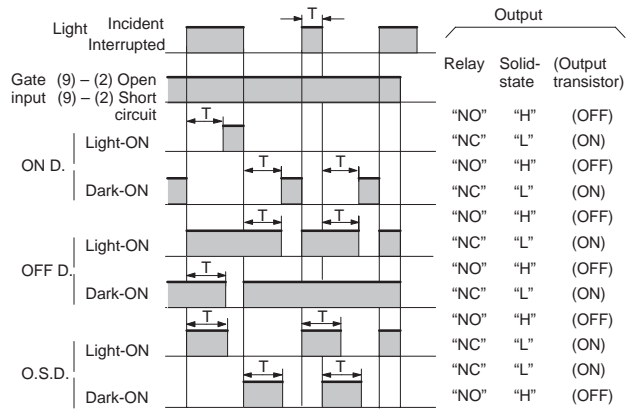 Output
Light Incident T
Interrupted
Relay Solid-state (Output transistor)
Gate input (9) – (2) Open
(9) – (2) Short circuit
"NO" "H" (OFF)
ON D. Light-ON T "NC" "L" (ON)
"NO" "H" (OFF)
Dark-ON T T "NC" "L" (ON)
"NO" "H" (OFF)
OFF D. Light-ON T T "NC" "L" (ON)
"NO" "H" (OFF)
Dark-ON T "NC" "L" (ON)
"NO" "H" (OFF)
O.S.D. Light-ON T T "NC" "L" (ON)
"NC" "L" (ON)
Dark-ON T T "NO" "H" (OFF)